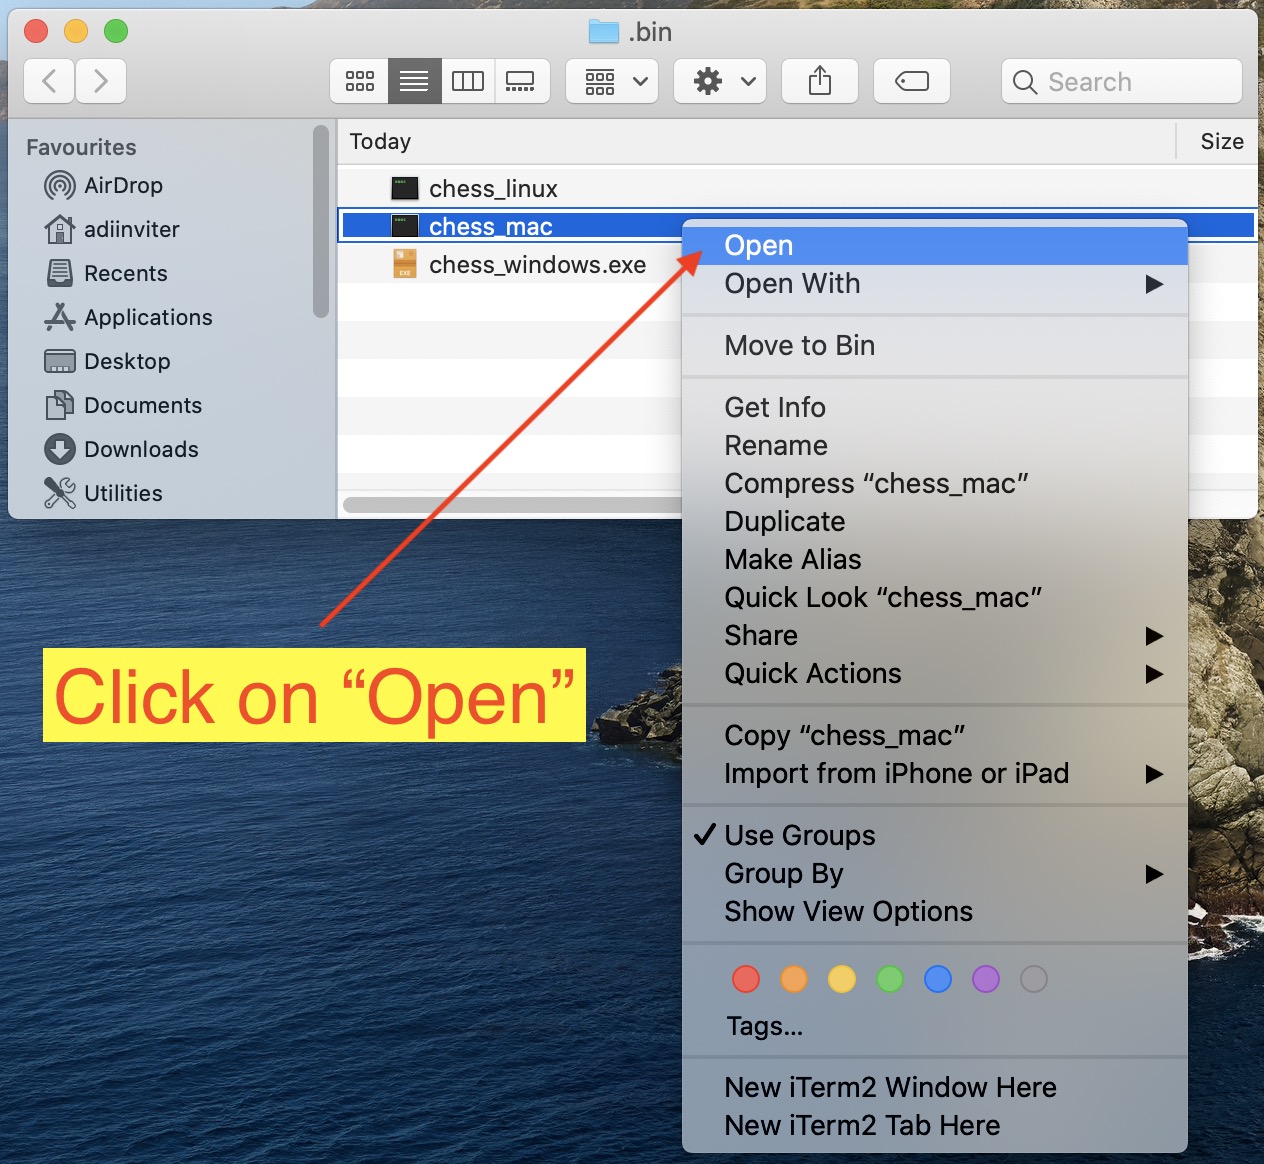 .bin
Search
Favourites
AirDrop
adiinviter
Recents
Applications
Desktop
Documents
Downloads
Utilities
Today
Size
chess_linux
chess_mac
chess_windows.exe
EXE
Open
Open With
Move to Bin
Get Info
Rename
Compress “chess_mac”
Duplicate
Make Alias
Quick Look “chess_mac”
Share
Quick Actions
Copy “chess_mac”
Import from iPhone or iPad
Use Groups
Group By
Show View Options
Tags...
New iTerm2 Window Here
New iTerm2 Tab Here
Click on “Open”